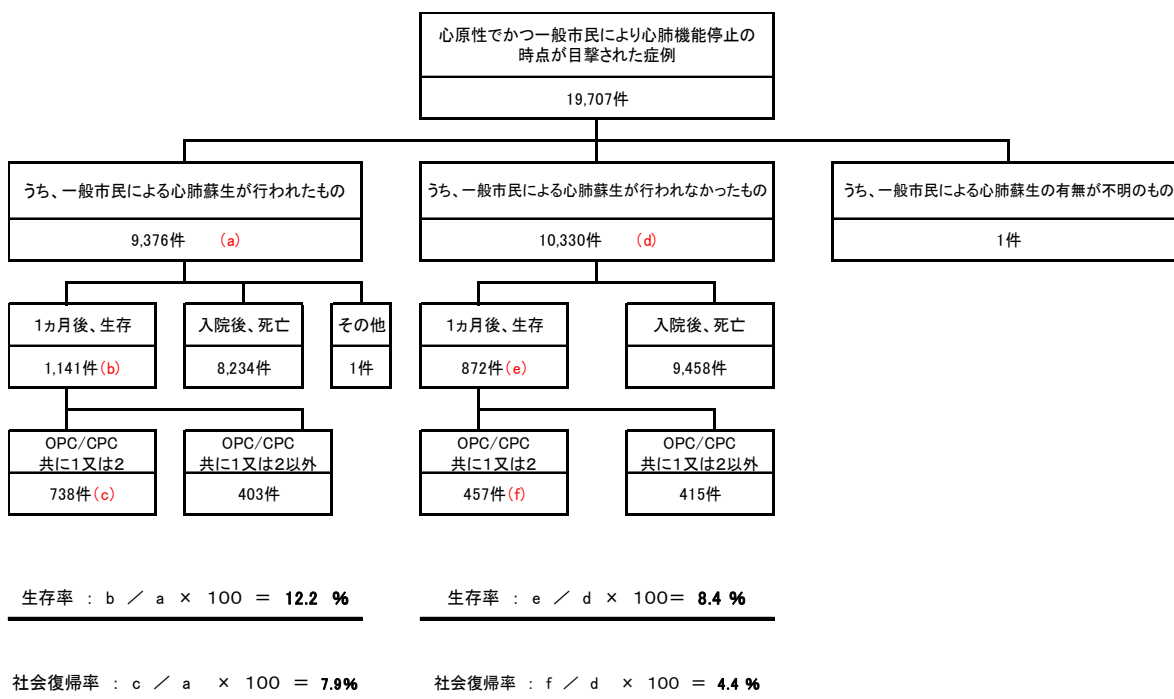 心原性でかつ一般市民により心肺機能停止の
時点が目撃された症例
19,707件
うち、一般市民による心肺蘇生が行われたもの
9,376件 (a)
うち、一般市民による心肺蘇生が行われなかったもの
10,330件 (d)
うち、一般市民による心肺蘇生の有無が不明のもの
1件
1ヵ月後、生存
1,141件(b)
入院後、死亡
8,234件
その他
1件
1ヵ月後、生存
872件(e)
入院後、死亡
9,458件
OPC/CPC
共に1又は2
738件(c)
OPC/CPC
共に1又は2以外
403件
OPC/CPC
共に1又は2
457件(f)
OPC/CPC
共に1又は2以外
415件
生存率 : b / a × 100 = 12.2 %
生存率 : e / d × 100= 8.4 %
社会復帰率 : c / a × 100 = 7.9%
社会復帰率 : f / d × 100 = 4.4 %